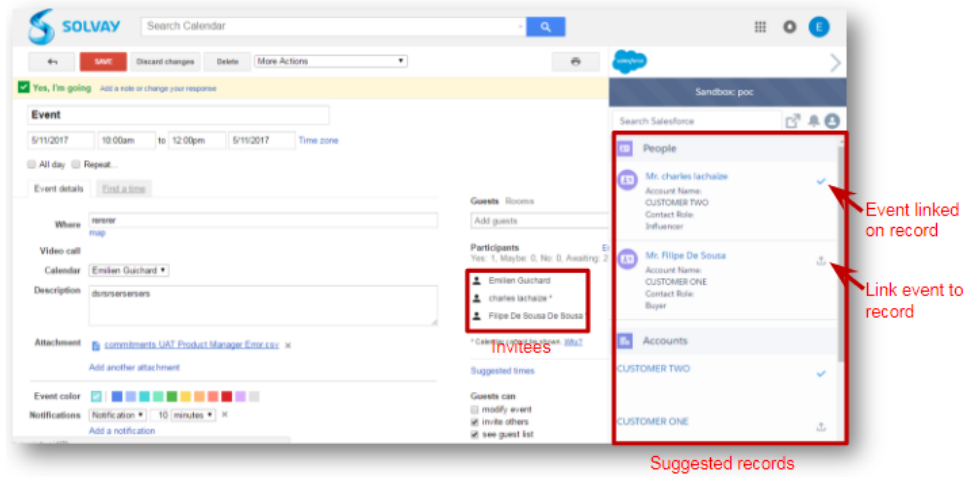 SOLVAY
Search Calendar
E
SAVE
Discard changes
Delete
More Actions
salesforce
Yes, I'm going
Add a note or change your response
Sandbox: poc
Event
Search Salesforce
5/11/2017
10:00am
to
12:00pm
5/11/2017
Time zone
All day
Repeat...
Event details
Find a time
Guests
Rooms
Add guests
Where
rererer
map
Video call
Calendar
Emilien Guichard
Description
Participants
Yes: 1, Maybe: 0, No: 0, Awaiting: 2
Emilien Guichard
charles lachaize *
Filipe De Sousa De Sousa
Invitees
* Calendar cannot be shown. Why?
Attachment
commitments UAT Product Manager Error.csv
Add another attachment
Suggested times
Event color
Notifications
Notification
10
minutes
Add a notification
Guests can
modify event
invite others
see guest list
People
Mr. charles lachaize
Account Name:
CUSTOMER TWO
Contact Role:
Influencer
Mr. Filipe De Sousa
Account Name:
CUSTOMER ONE
Contact Role:
Buyer
Accounts
CUSTOMER TWO
CUSTOMER ONE
Event linked
on record
Link event to
record
Suggested records